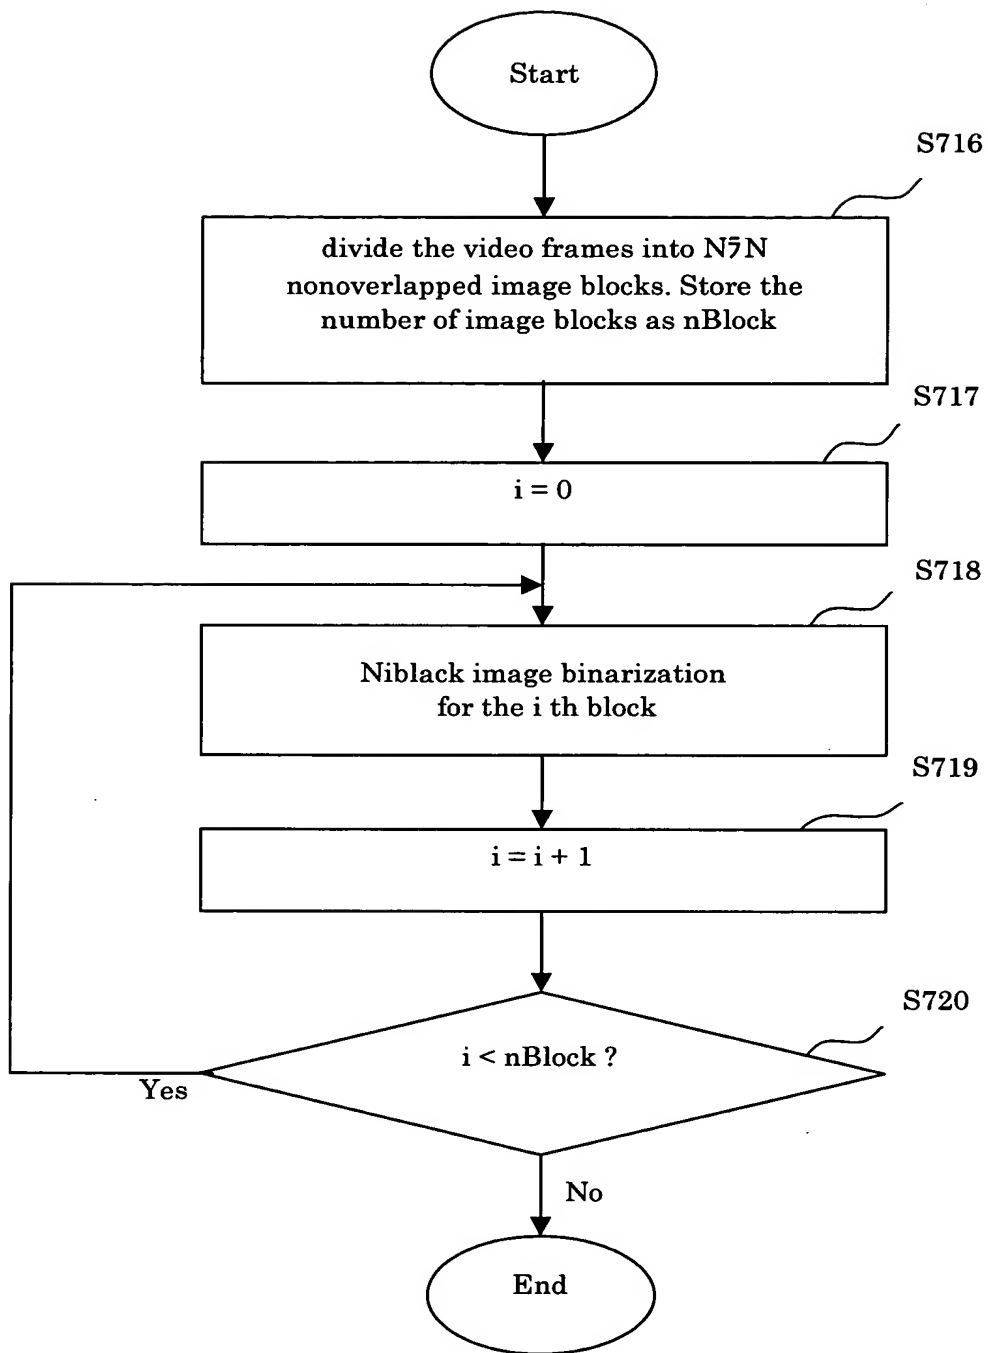 Start
S716
divide the video frames into N7N
nonoverlapped image blocks. Store the
number of image blocks as nBlock
S717
i = 0
S718
Niblack image binarization
for the i th block
S719
i = i + 1
S720
i < nBlock ?
Yes
No
End